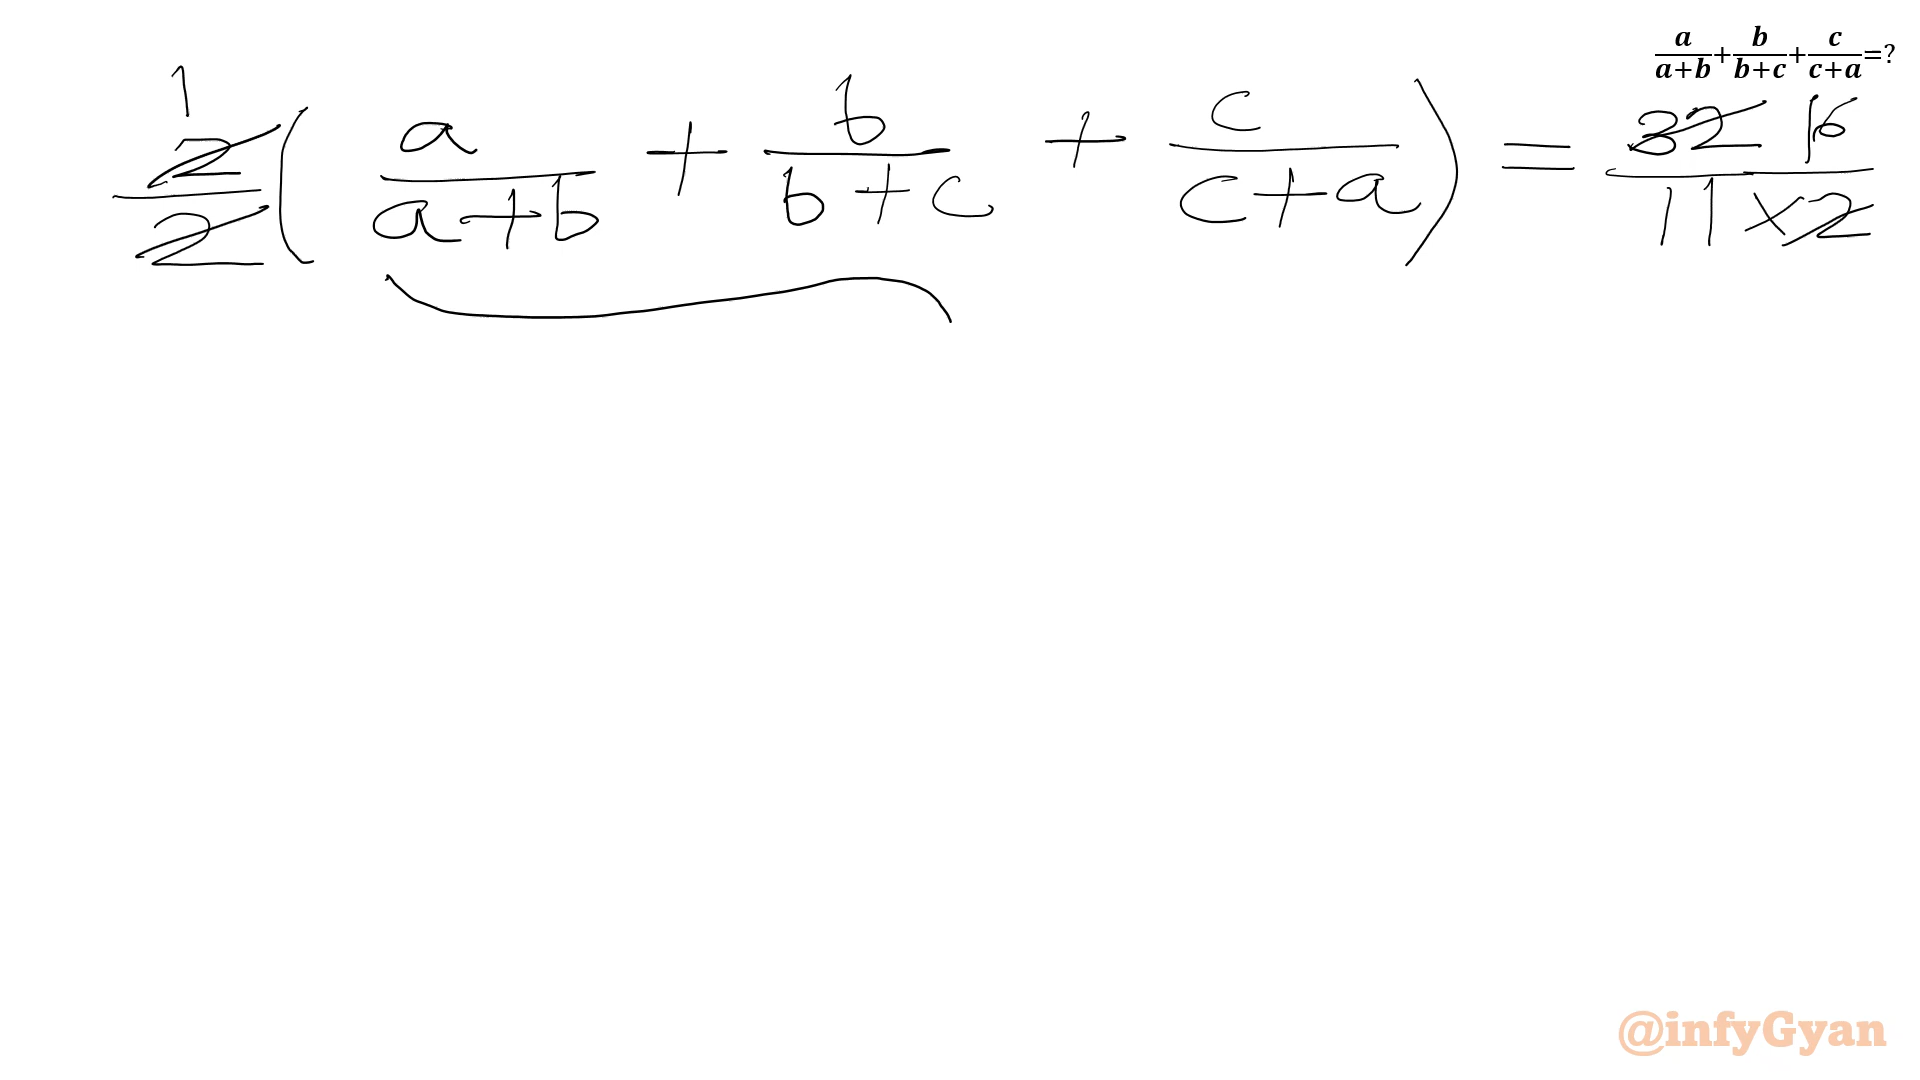 a/(a+b) + b/(b+c) + c/(c+a) =?
1
2/2 ( a/(a+b) + b/(b+c) + c/(c+a) ) = 32 16/(11×2)
@infyGyan